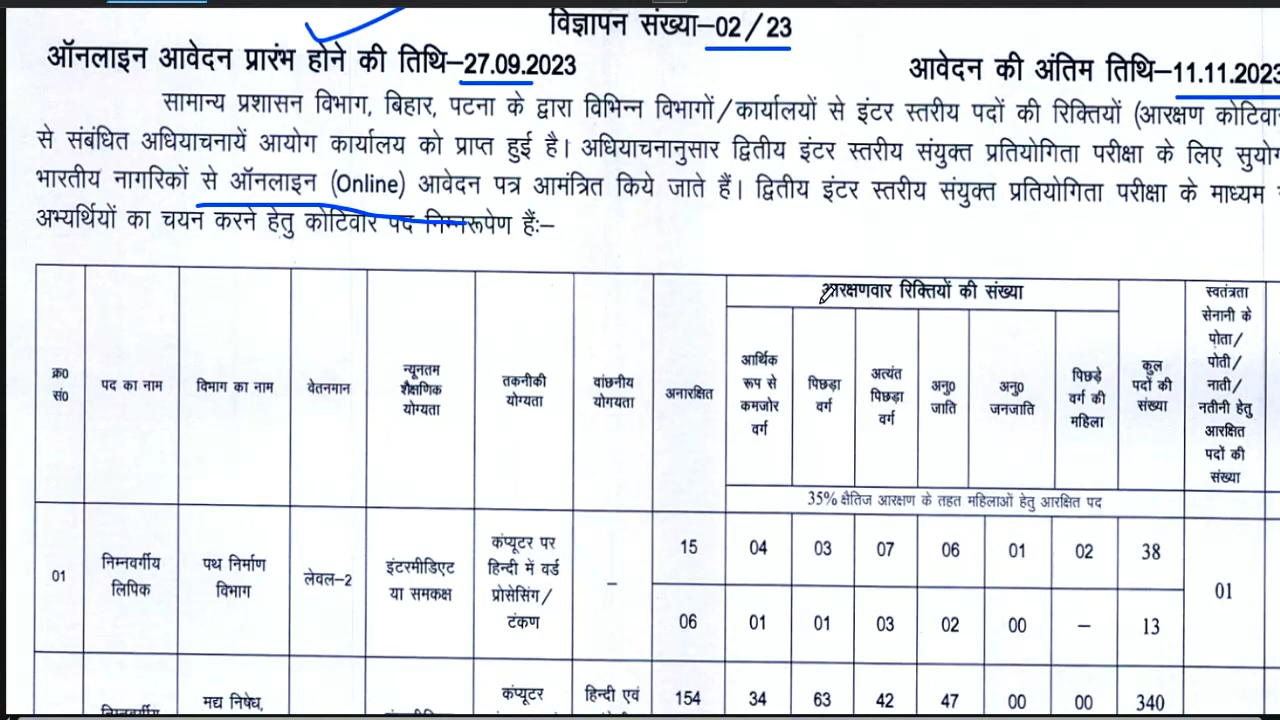 विज्ञापन संख्या-02/23
ऑनलाइन आवेदन प्रारंभ होने की तिथि-27.09.2023 आवेदन की अंतिम तिथि-11.11.2023
सामान्य प्रशासन विभाग, बिहार, पटना के द्वारा विभिन्न विभागों/कार्यालयों से इंटर स्तरीय पदों की रिक्तियों (आरक्षण कोटिवार
से संबंधित अधियाचनायें आयोग कार्यालय को प्राप्त हुई है। अधियाचनानुसार द्वितीय इंटर स्तरीय संयुक्त प्रतियोगिता परीक्षा के लिए सुयोग
भारतीय नागरिकों से ऑनलाइन (Online) आवेदन पत्र आमंत्रित किये जाते हैं। द्वितीय इंटर स्तरीय संयुक्त प्रतियोगिता परीक्षा के माध्यम
अभ्यर्थियों का चयन करने हेतु कोटिवार पद निम्नरूपेण हैं:–
क्र0 सं0
पद का नाम
विभाग का नाम
वेतनमान
न्यूनतम
शैक्षणिक
योग्यता
तकनीकी
योग्यता
वांछनीय
योगयता
अनारक्षित
आरक्षणवार रिक्तियों की संख्या
आर्थिक
रूप से
कमजोर
वर्ग
पिछड़ा
वर्ग
अत्यंत
पिछड़ा
वर्ग
अनु0
जाति
अनु0
जनजाति
पिछड़े
वर्ग की
महिला
कुल
पदों की
संख्या
स्वतंत्रता
सेनानी के
पोता/
पोती/
नाती/
नतीनी हेतु
आरक्षित
पदों की
संख्या
35% क्षैतिज आरक्षण के तहत महिलाओं हेतु आरक्षित पद
01
निम्नवर्गीय
लिपिक
पथ निर्माण
विभाग
लेवल-2
इंटरमीडिएट
या समकक्ष
कंप्यूटर पर
हिन्दी में वर्ड
प्रोसेसिंग/
टंकण
–
15 04 03 07 06 01 02 38
06 01 01 03 02 00 – 13
01
निम्नवर्गीय
मद्य निषेध,
कंप्यूटर
हिन्दी एवं
154 34 63 42 47 00 00 340